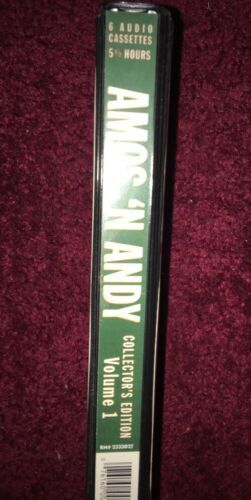 6 AUDIO
CASSETTES
5½ HOURS
AMOS 'N ANDY
COLLECTOR'S EDITION
Volume 1